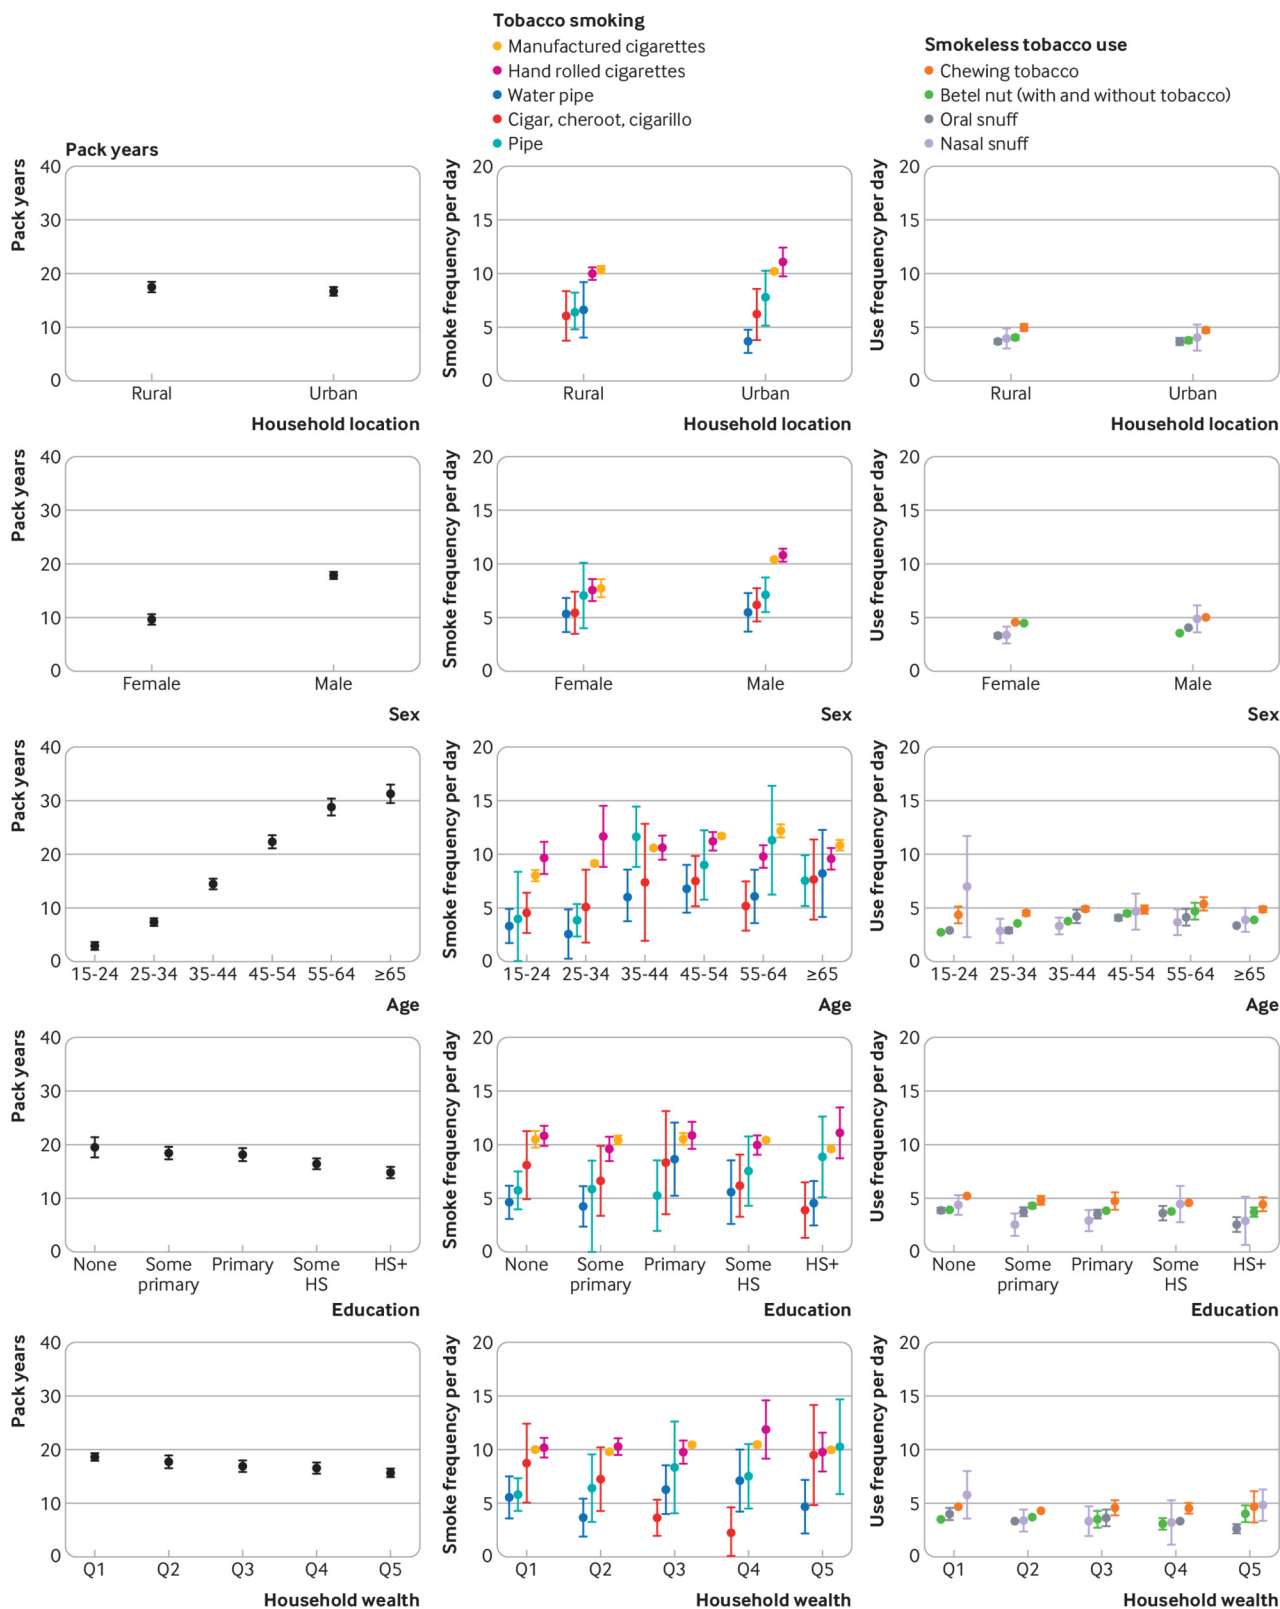 Tobacco smoking
Manufactured cigarettes
Hand rolled cigarettes
Water pipe
Cigar, cheroot, cigarillo
Pipe
Smokeless tobacco use
Chewing tobacco
Betel nut (with and without tobacco)
Oral snuff
Nasal snuff
Pack years
Pack years
40
30
20
10
0
Rural
Urban
Household location
Smoke frequency per day
20
15
10
5
0
Rural
Urban
Household location
Use frequency per day
20
15
10
5
0
Rural
Urban
Household location
Pack years
40
30
20
10
0
Female
Male
Sex
Smoke frequency per day
20
15
10
5
0
Female
Male
Sex
Use frequency per day
20
15
10
5
0
Female
Male
Sex
Pack years
40
30
20
10
0
15-24
25-34
35-44
45-54
55-64
≥65
Age
Smoke frequency per day
20
15
10
5
0
15-24
25-34
35-44
45-54
55-64
≥65
Age
Use frequency per day
20
15
10
5
0
15-24
25-34
35-44
45-54
55-64
≥65
Age
Pack years
40
30
20
10
0
None
Some
primary
Primary
Some
HS
HS+
Education
Smoke frequency per day
20
15
10
5
0
None
Some
primary
Primary
Some
HS
HS+
Education
Use frequency per day
20
15
10
5
0
None
Some
primary
Primary
Some
HS
HS+
Education
Pack years
40
30
20
10
0
Q1
Q2
Q3
Q4
Q5
Household wealth
Smoke frequency per day
20
15
10
5
0
Q1
Q2
Q3
Q4
Q5
Household wealth
Use frequency per day
20
15
10
5
0
Q1
Q2
Q3
Q4
Q5
Household wealth